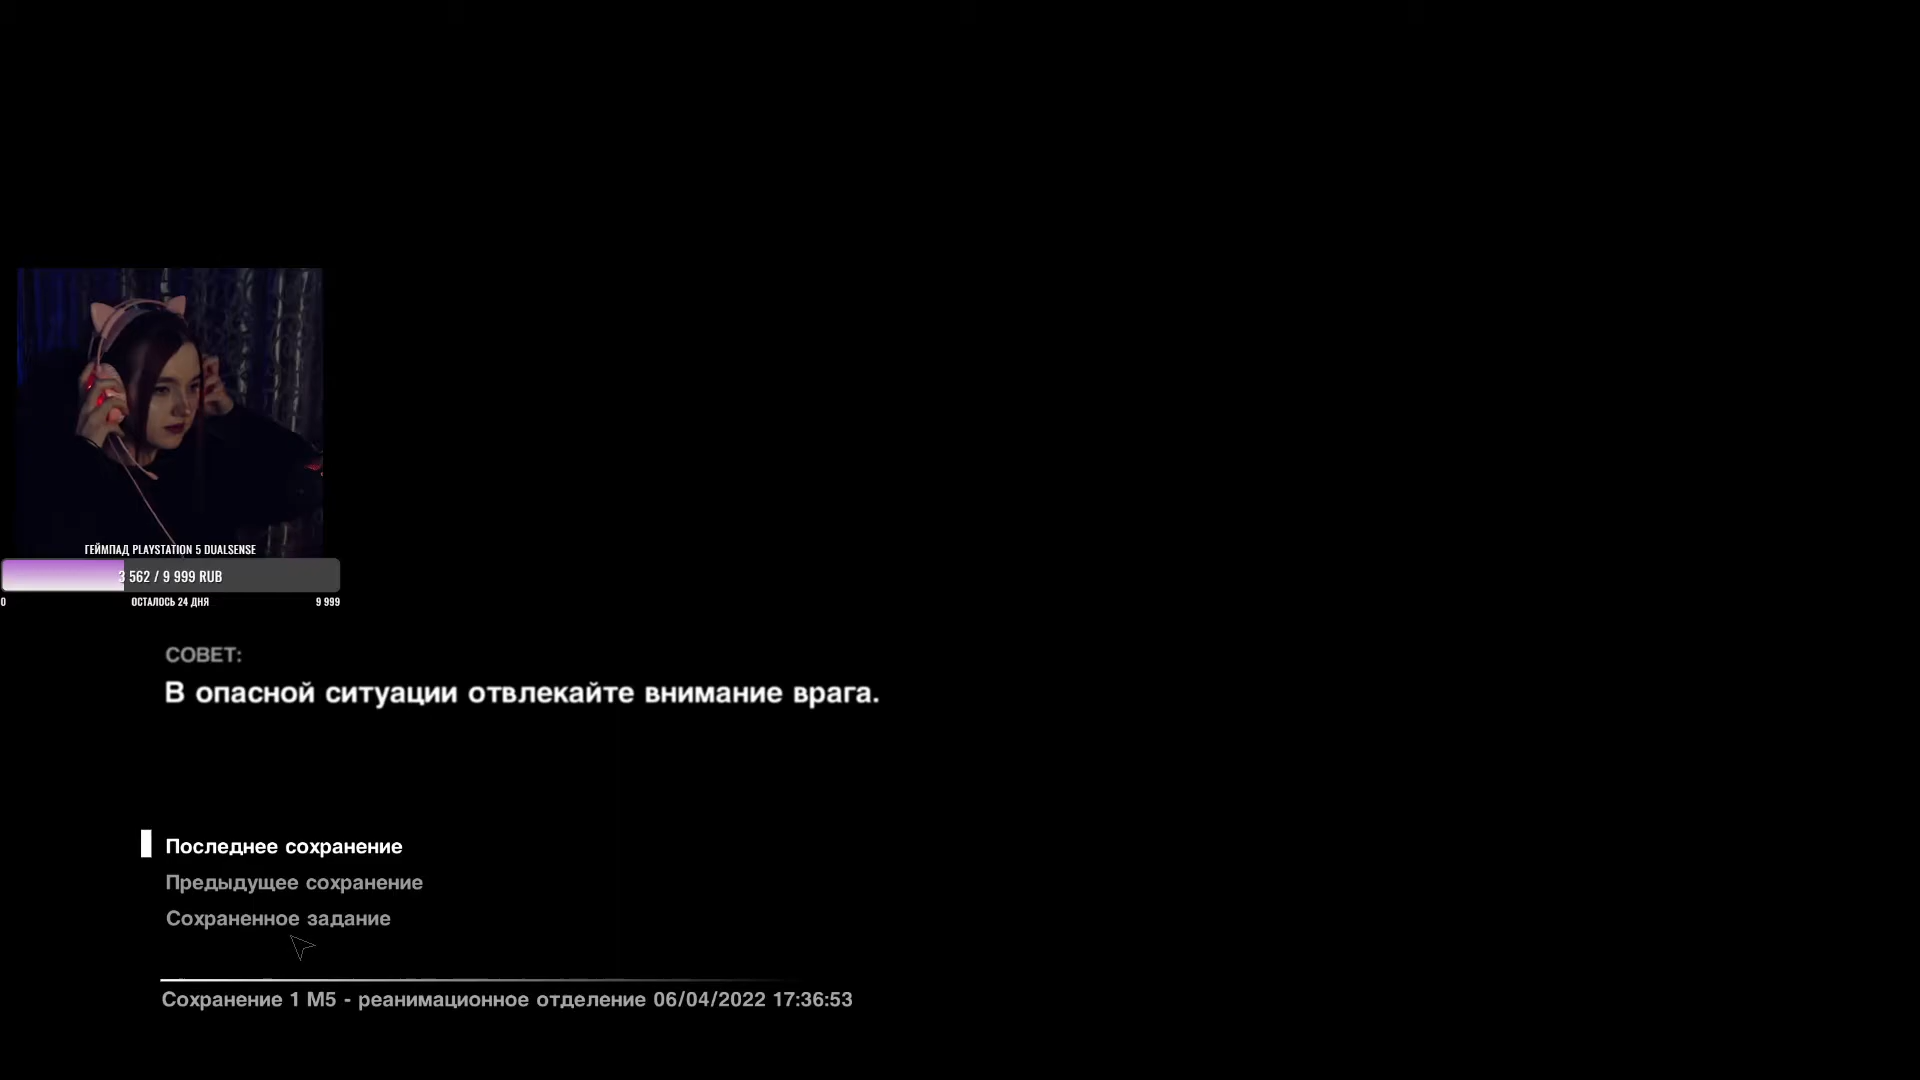 ГЕЙМПАД PLAYSTATION 5 DUALSENSE
3 562 / 9 999 RUB
0 ОСТАЛОСЬ 24 ДНЯ 9 999
СОВЕТ:
В опасной ситуации отвлекайте внимание врага.
Последнее сохранение
Предыдущее сохранение
Сохраненное задание
Сохранение 1 М5 - реанимационное отделение 06/04/2022 17:36:53